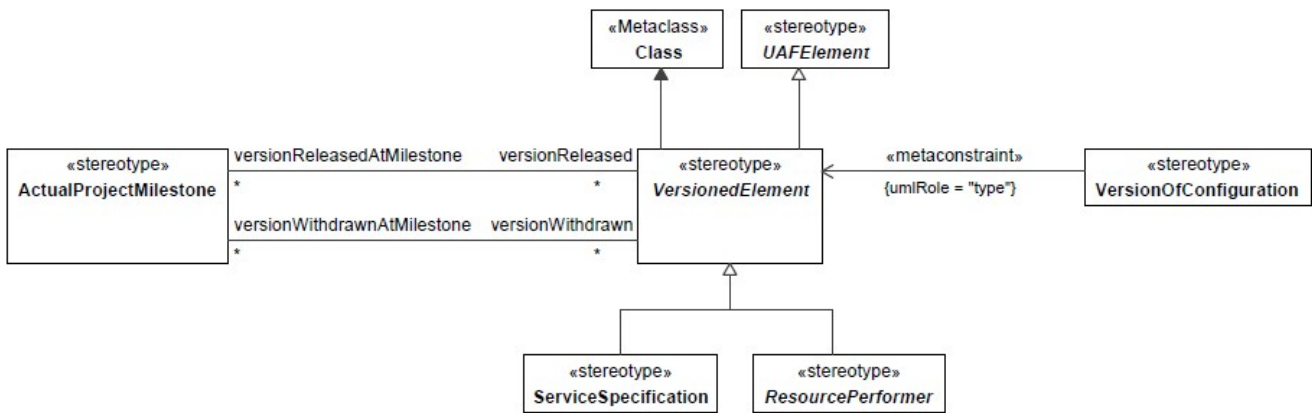 «Metaclass»
Class
«stereotype»
UAFElement
«stereotype»
ActualProjectMilestone
versionReleasedAtMilestone
*
versionReleased
*
versionWithdrawnAtMilestone
*
versionWithdrawn
*
«stereotype»
VersionedElement
«metaconstraint»
{umlRole = "type"}
«stereotype»
VersionOfConfiguration
«stereotype»
ServiceSpecification
«stereotype»
ResourcePerformer